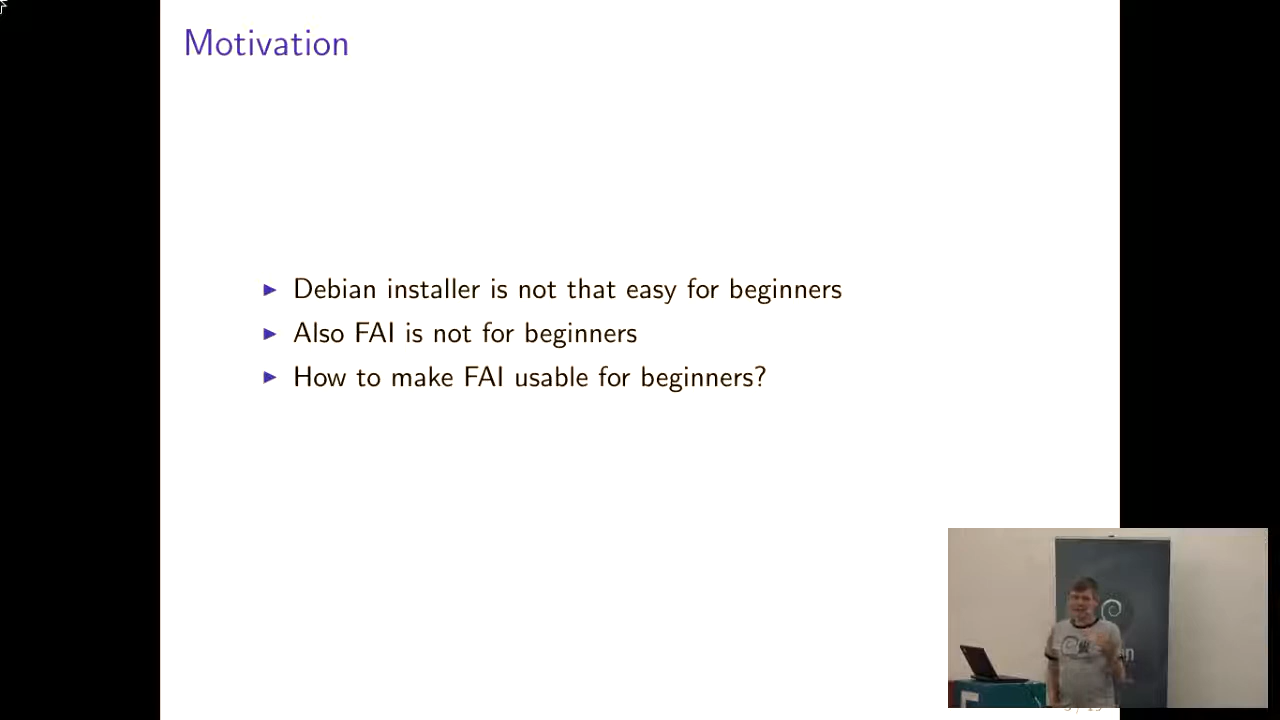 Motivation
Debian installer is not that easy for beginners
Also FAI is not for beginners
How to make FAI usable for beginners?